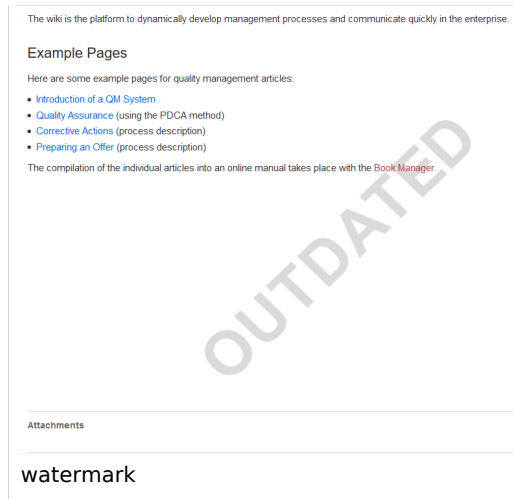 The wiki is the platform to dynamically develop management processes and communicate quickly in the enterprise.
Example Pages
Here are some example pages for quality management articles:
• Introduction of a QM System
• Quality Assurance (using the PDCA method)
• Corrective Actions (process description)
• Preparing an Offer (process description)
The compilation of the individual articles into an online manual takes place with the Book Manager.
OUTDATED
Attachments
watermark